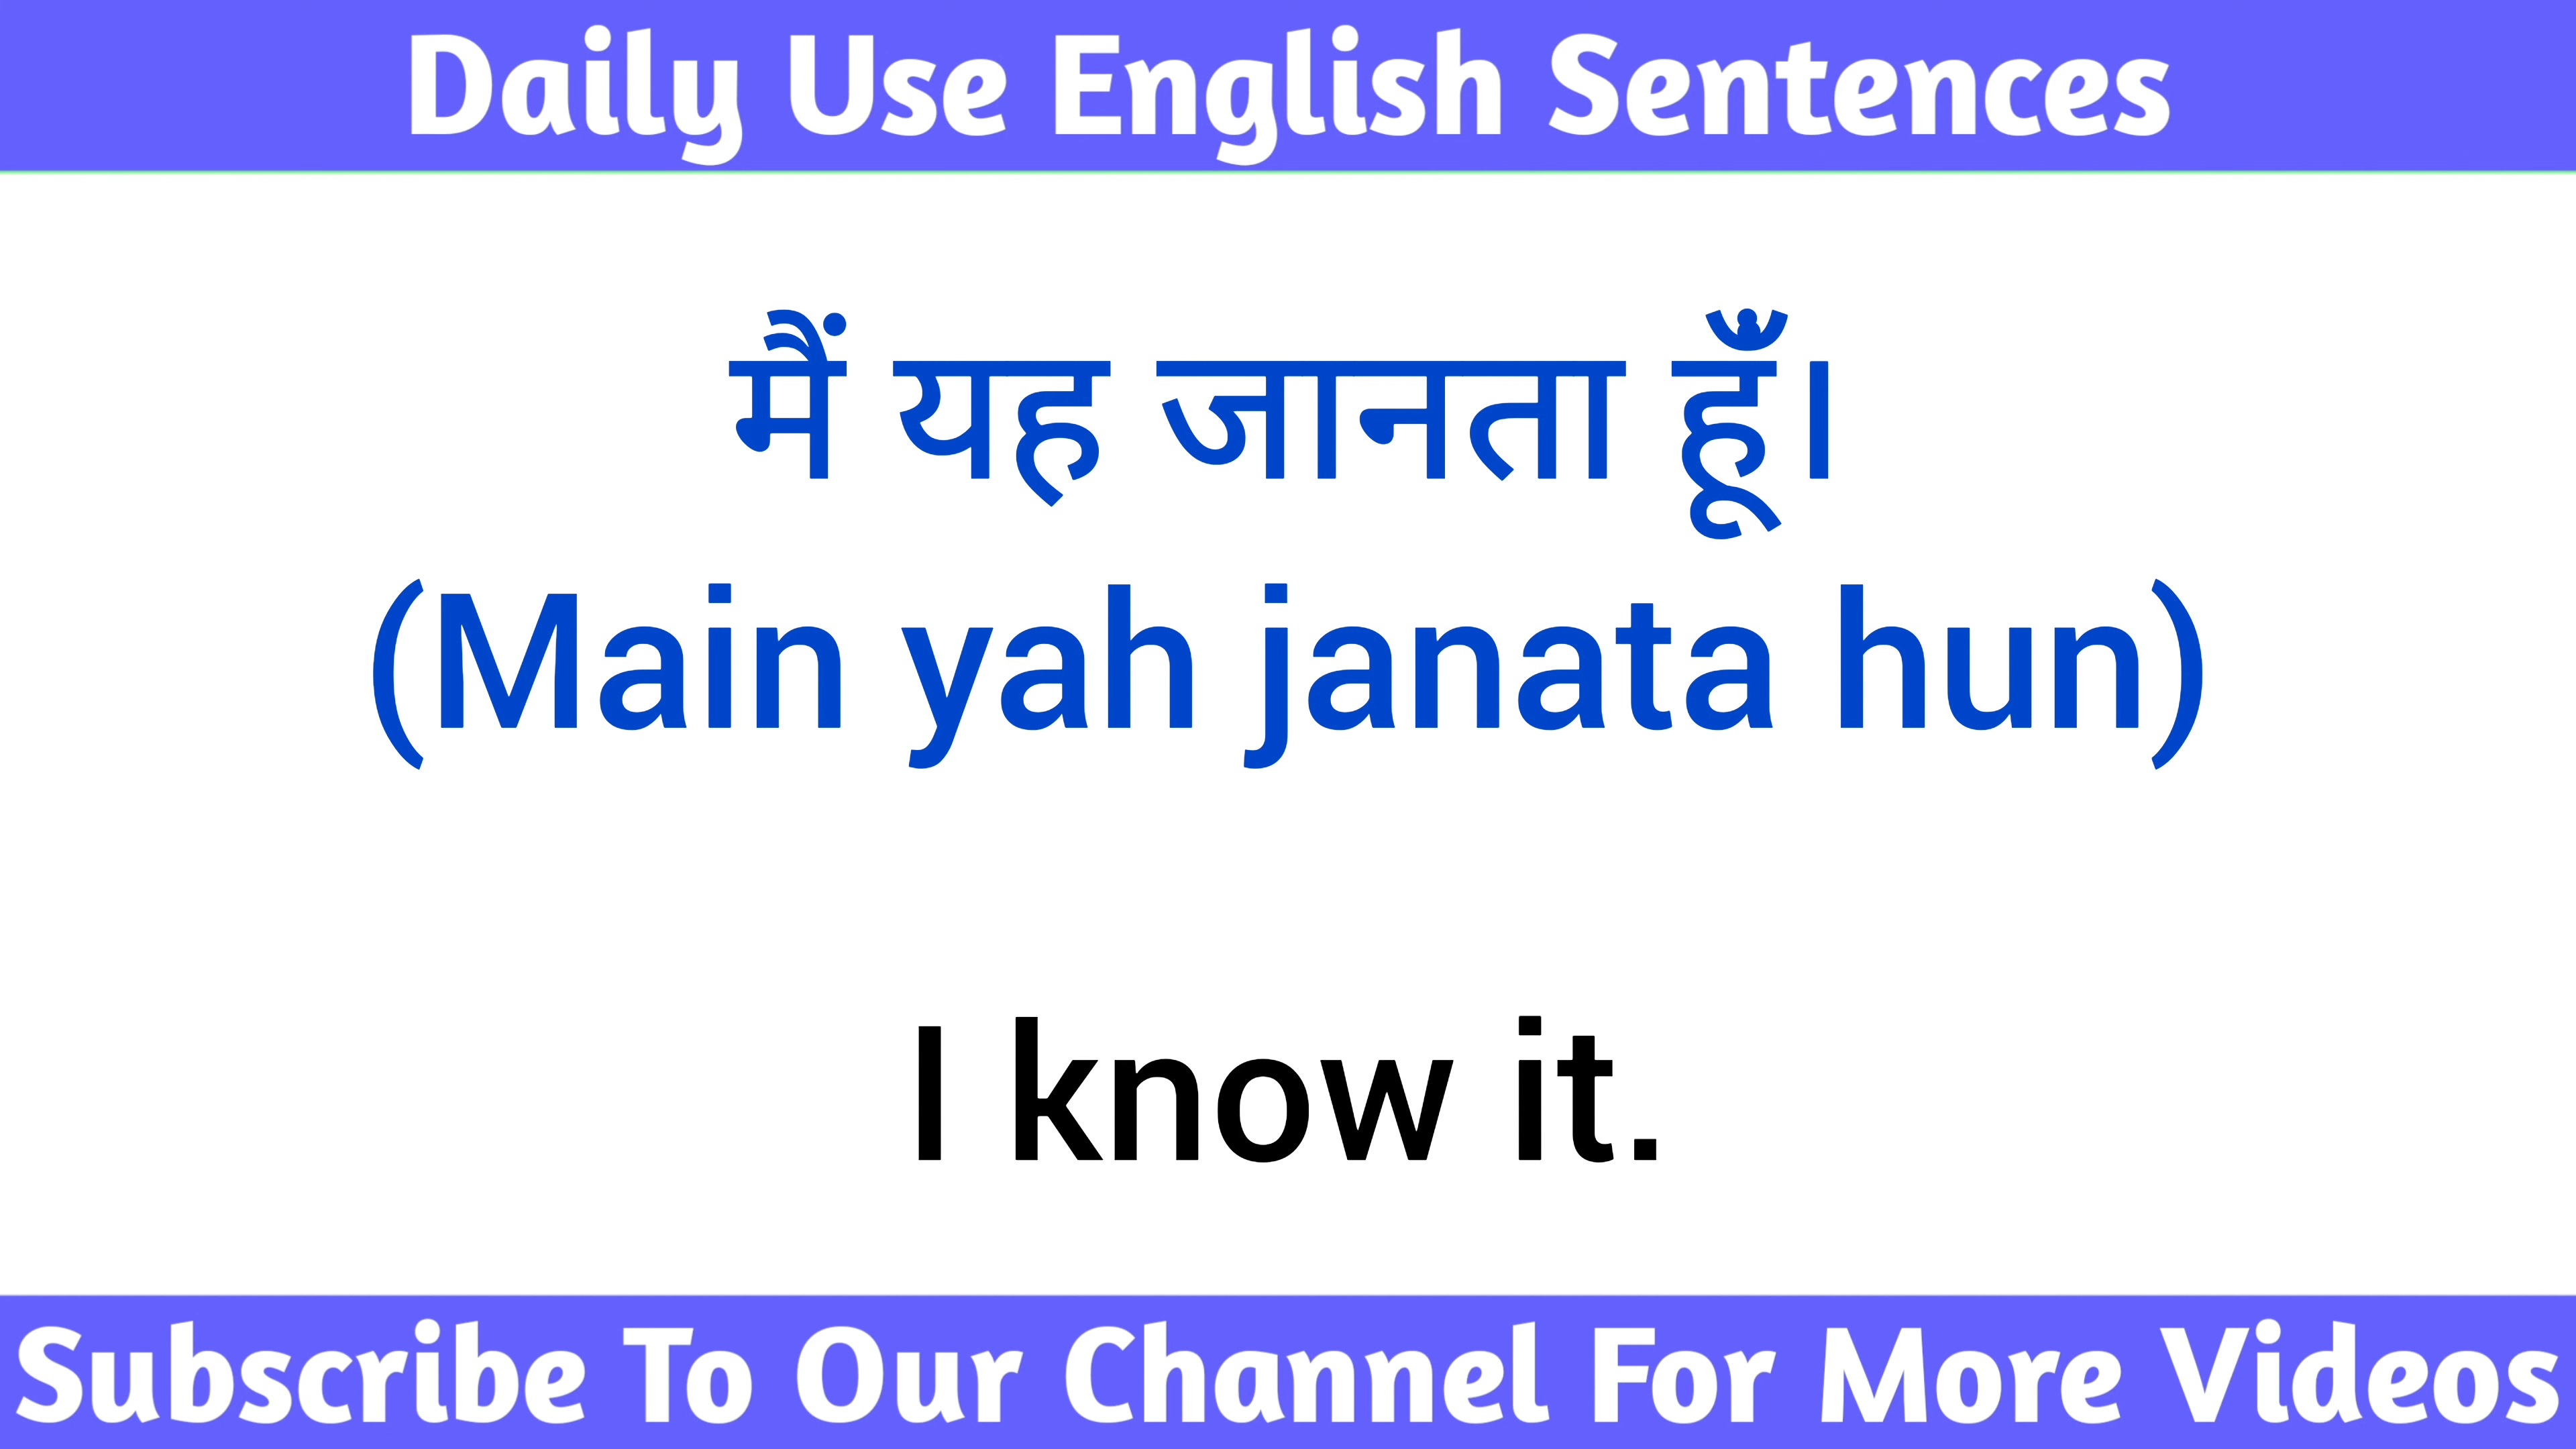 Daily Use English Sentences
मैं यह जानता हूँ।
(Main yah janata hun)
I know it.
Subscribe To Our Channel For More Videos